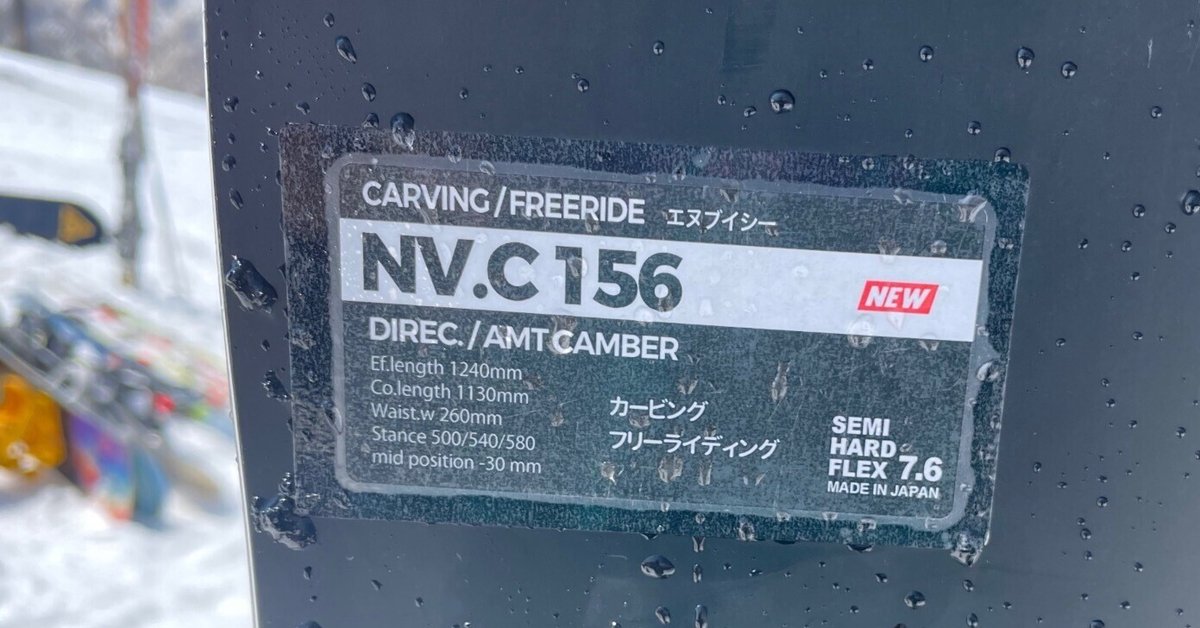 CARVING/FREERIDE エヌブイシー
NV.C 156
NEW
DIREC./AMT CAMBER
Ef.length 1240mm
Co.length 1130mm
Waist.w 260mm
Stance 500/540/580
mid position -30 mm
カービング
フリーライディング
SEMI
HARD
FLEX 7.6
MADE IN JAPAN